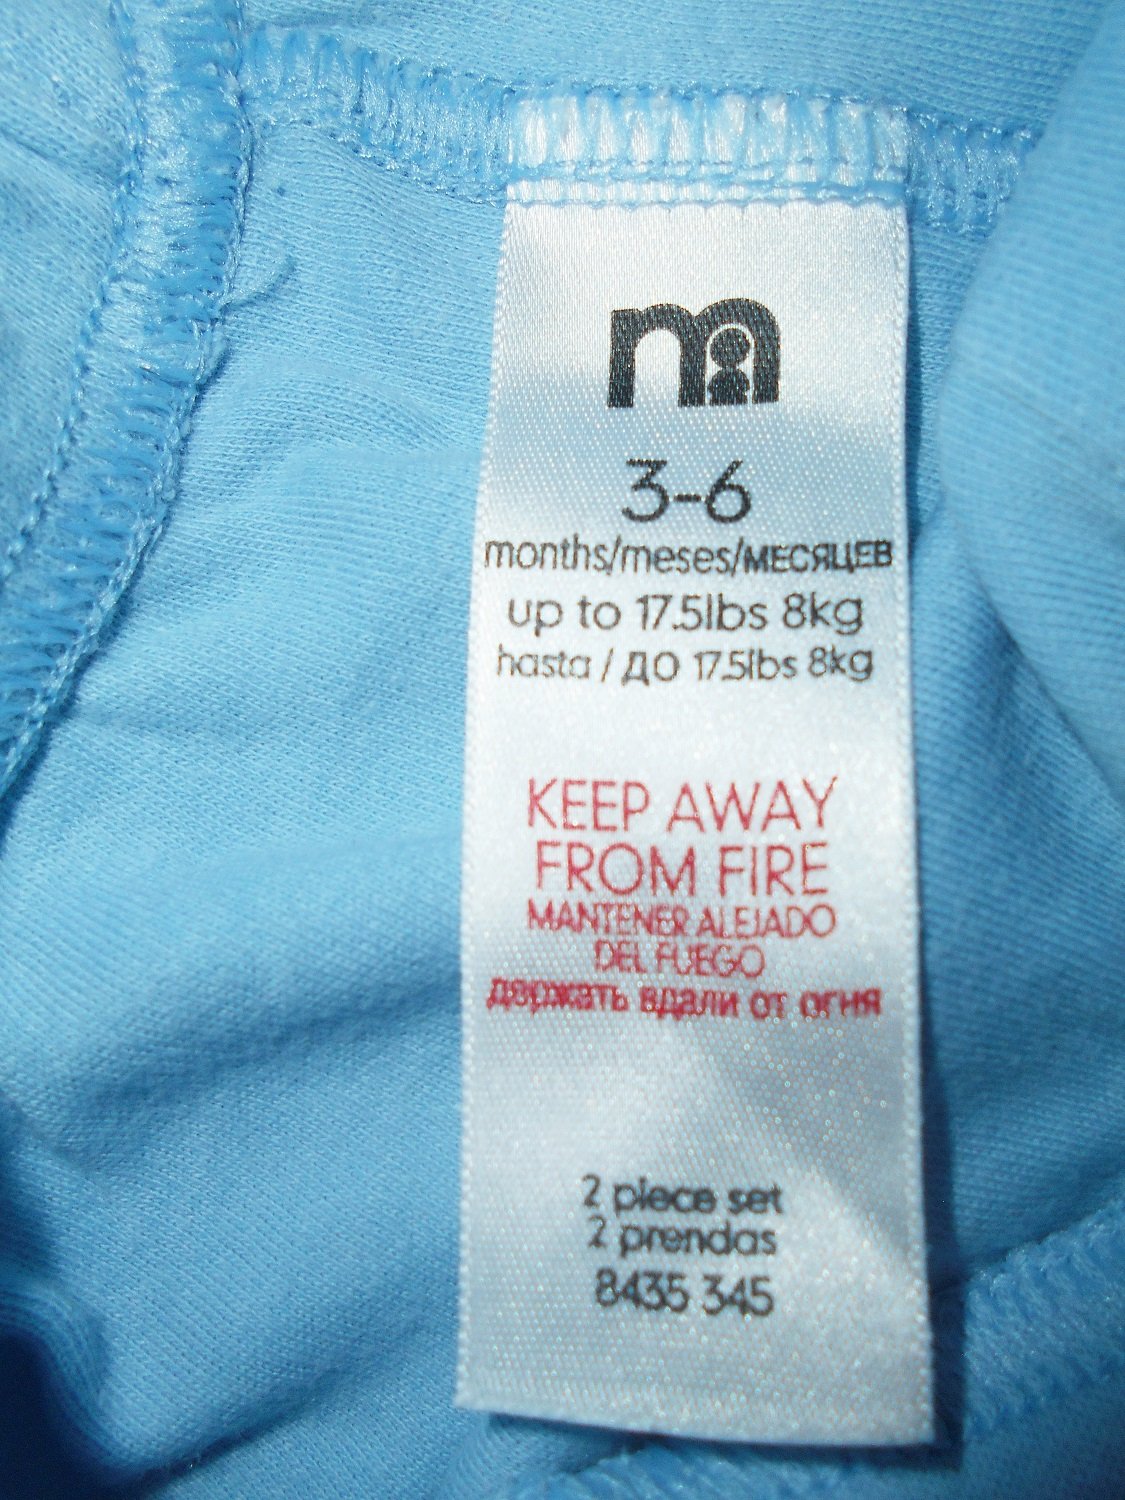 m
3-6
months/meses/МЕСЯЦЕВ
up to 17.5lbs 8kg
hasta / ДО 17.5lbs 8kg
KEEP AWAY
FROM FIRE
MANTENER ALEJADO
DEL FUEGO
держать вдали от огня
2 piece set
2 prendas
8435 345